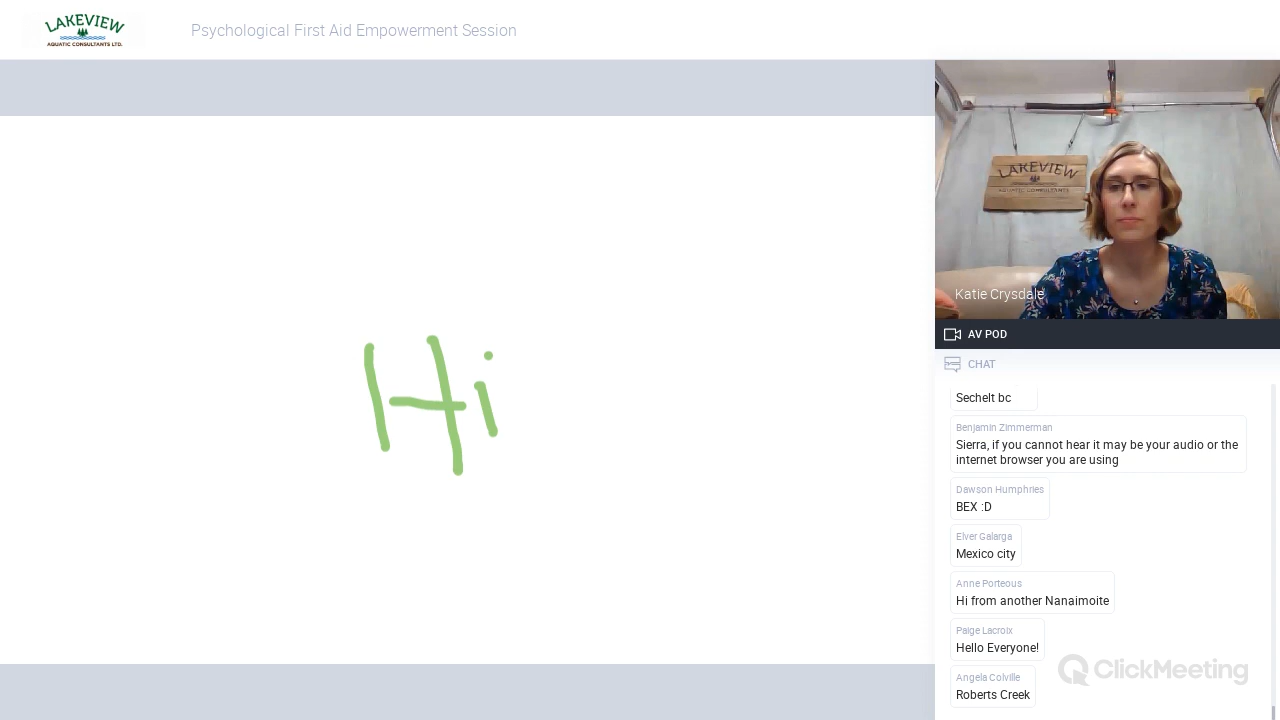 LAKEVIEW
AQUATIC CONSULTANTS LTD.
Psychological First Aid Empowerment Session
Hi
LAKEVIEW
AQUATIC CONSULTANTS
Katie Crysdale
AV POD
CHAT
Sechelt bc
Benjamin Zimmerman
Sierra, if you cannot hear it may be your audio or the
internet browser you are using
Dawson Humphries
BEX :D
Elver Galarga
Mexico city
Anne Porteous
Hi from another Nanaimoite
Paige Lacroix
Hello Everyone!
Angela Colville
Roberts Creek
ClickMeeting